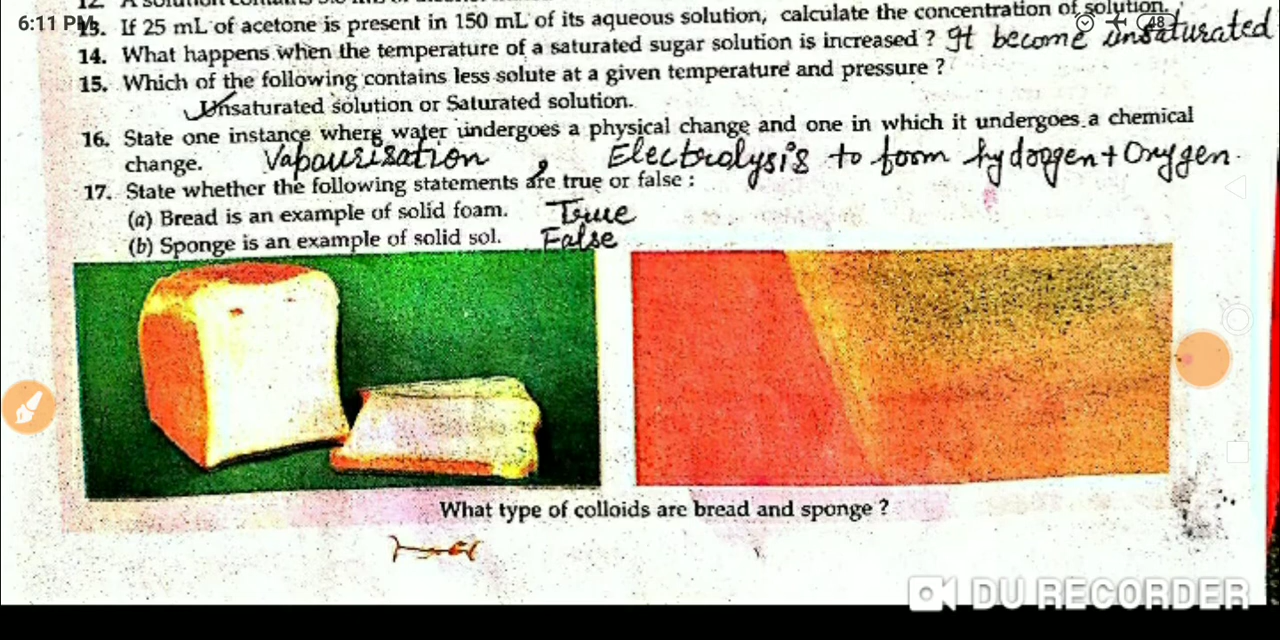 6:11 PM
48
13. If 25 mL of acetone is present in 150 mL of its aqueous solution, calculate the concentration of solution.
14. What happens when the temperature of a saturated sugar solution is increased ? It become unsaturated
15. Which of the following contains less solute at a given temperature and pressure ?
Unsaturated solution or Saturated solution.
16. State one instance where water undergoes a physical change and one in which it undergoes a chemical
change. Vapourisation , Electrolysis to form hydogen + Oxygen.
17. State whether the following statements are true or false :
(a) Bread is an example of solid foam. True
(b) Sponge is an example of solid sol. False
What type of colloids are bread and sponge ?
DU RECORDER